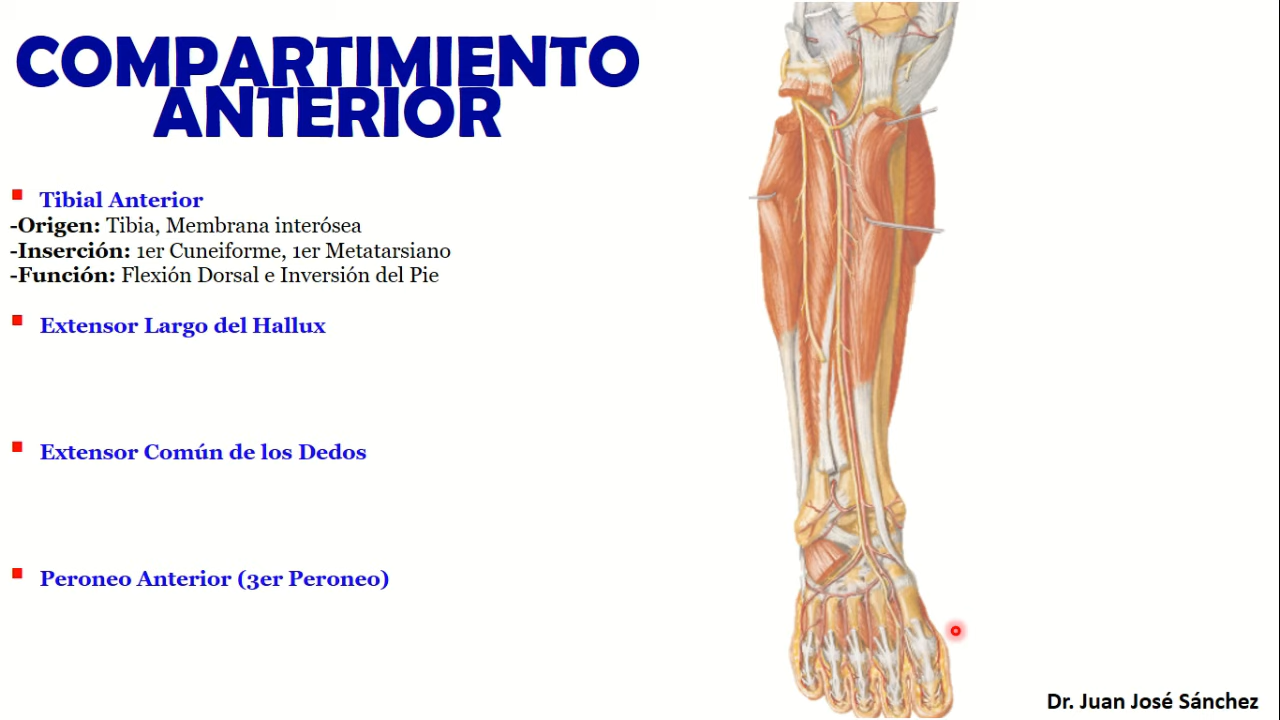 COMPARTIMIENTO
ANTERIOR
Tibial Anterior
-Origen: Tibia, Membrana interósea
-Inserción: 1er Cuneiforme, 1er Metatarsiano
-Función: Flexión Dorsal e Inversión del Pie
Extensor Largo del Hallux
Extensor Común de los Dedos
Peroneo Anterior (3er Peroneo)
Dr. Juan José Sánchez